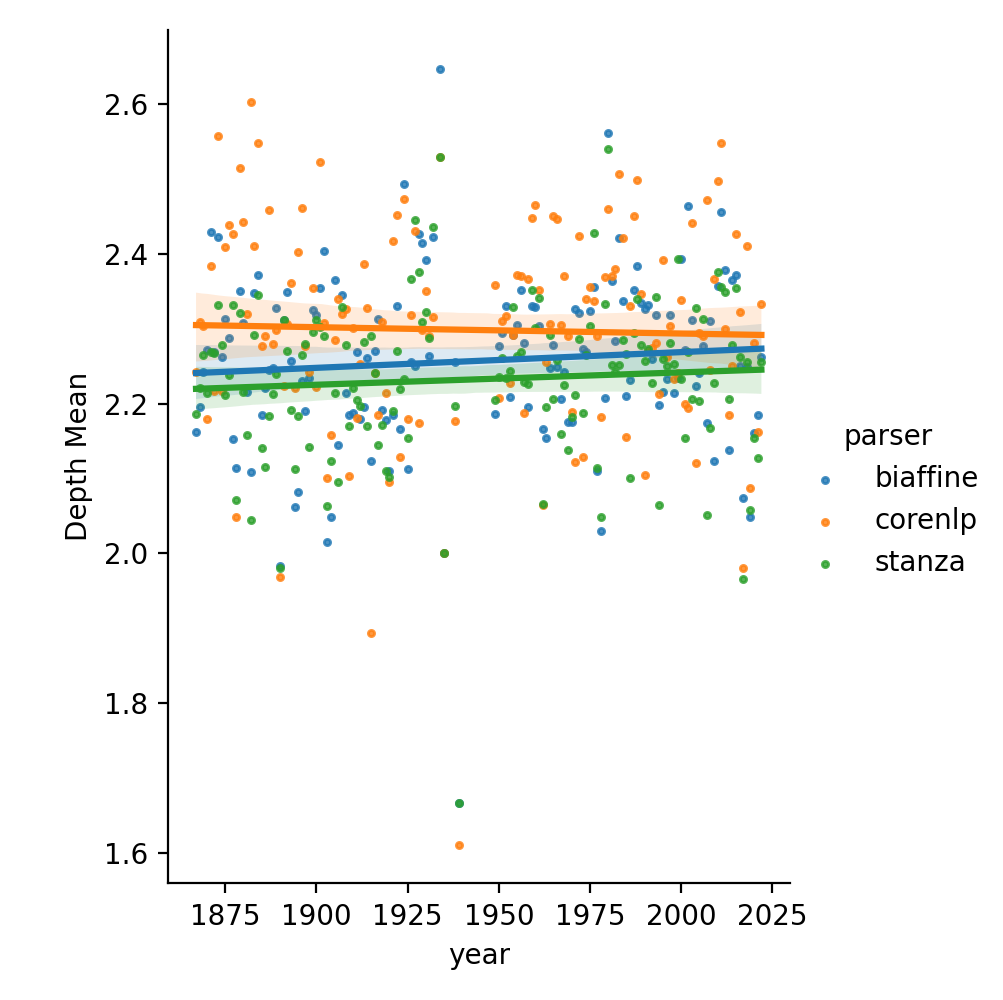 2.6
2.4
2.2
2.0
1.8
1.6
Depth Mean
1875 1900 1925 1950 1975 2000 2025
year
parser
biaffine
corenlp
stanza